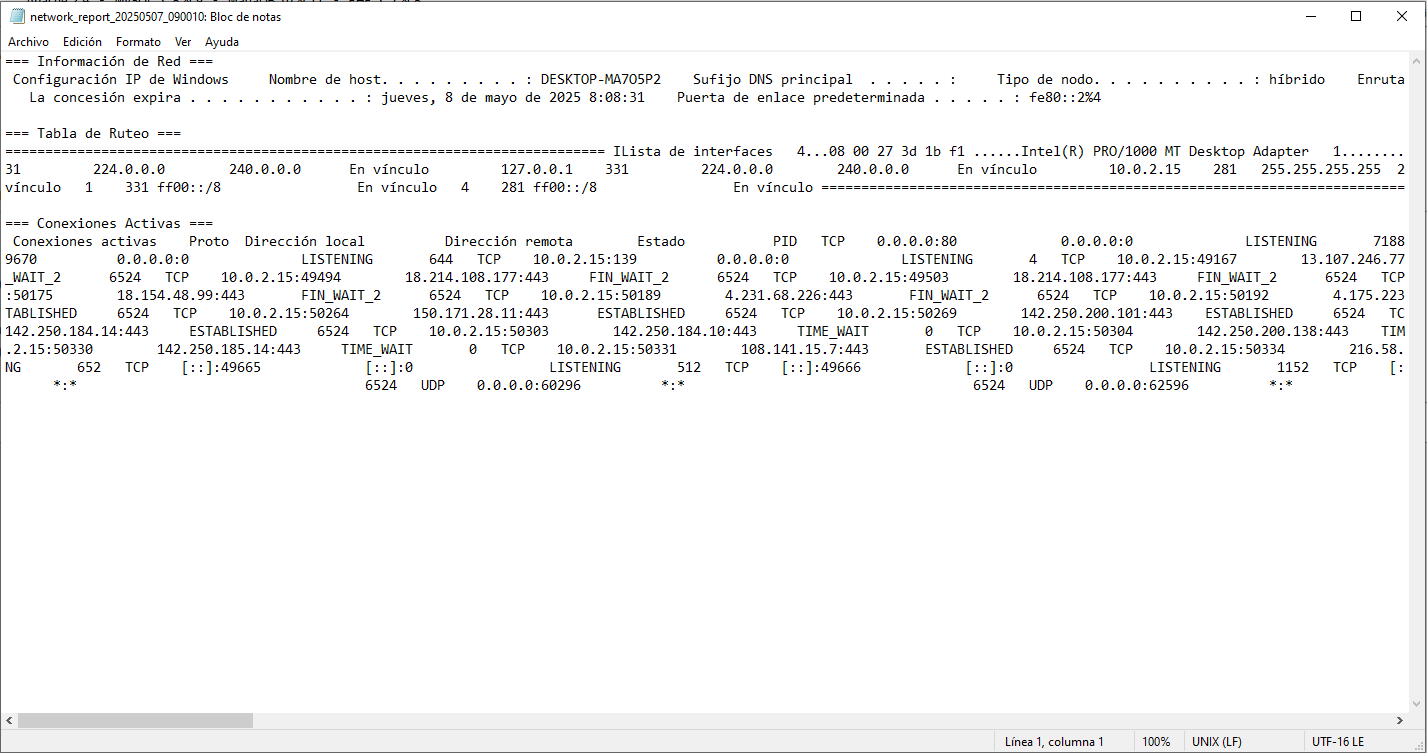 network_report_20250507_090010: Bloc de notas
Archivo Edición Formato Ver Ayuda
=== Información de Red ===
Configuración IP de Windows Nombre de host. . . . . . . . . : DESKTOP-MA7O5P2 Sufijo DNS principal . . . . . : Tipo de nodo. . . . . . . . . . : híbrido Enruta
La concesión expira . . . . . . . . . . . . : jueves, 8 de mayo de 2025 8:08:31 Puerta de enlace predeterminada . . . . . : fe80::2%4
=== Tabla de Ruteo ===
=========================================================================== ILista de interfaces 4...08 00 27 3d 1b f1 ......Intel(R) PRO/1000 MT Desktop Adapter 1........
31 224.0.0.0 240.0.0.0 En vínculo 127.0.0.1 331 224.0.0.0 240.0.0.0 En vínculo 10.0.2.15 281 255.255.255.255 2
vínculo 1 331 ff00::/8 En vínculo 4 281 ff00::/8 En vínculo =========================================================================
=== Conexiones Activas ===
Conexiones activas Proto Dirección local Dirección remota Estado PID TCP 0.0.0.0:80 0.0.0.0:0 LISTENING 7188
9670 0.0.0.0:0 LISTENING 644 TCP 10.0.2.15:139 0.0.0.0:0 LISTENING 4 TCP 10.0.2.15:49167 13.107.246.77
_WAIT_2 6524 TCP 10.0.2.15:49494 18.214.108.177:443 FIN_WAIT_2 6524 TCP 10.0.2.15:49503 18.214.108.177:443 FIN_WAIT_2 6524 TCP
:50175 18.154.48.99:443 FIN_WAIT_2 6524 TCP 10.0.2.15:50189 4.231.68.226:443 FIN_WAIT_2 6524 TCP 10.0.2.15:50192 4.175.223
TABLISHED 6524 TCP 10.0.2.15:50264 150.171.28.11:443 ESTABLISHED 6524 TCP 10.0.2.15:50269 142.250.200.101:443 ESTABLISHED 6524 TC
142.250.184.14:443 ESTABLISHED 6524 TCP 10.0.2.15:50303 142.250.184.10:443 TIME_WAIT 0 TCP 10.0.2.15:50304 142.250.200.138:443 TIM
.2.15:50330 142.250.185.14:443 TIME_WAIT 0 TCP 10.0.2.15:50331 108.141.15.7:443 ESTABLISHED 6524 TCP 10.0.2.15:50334 216.58.
NG 652 TCP [::]:49665 [::]:0 LISTENING 512 TCP [::]:49666 [::]:0 LISTENING 1152 TCP [:
*:* 6524 UDP 0.0.0.0:60296 *:* 6524 UDP 0.0.0.0:62596 *:*
Línea 1, columna 1 100% UNIX (LF) UTF-16 LE